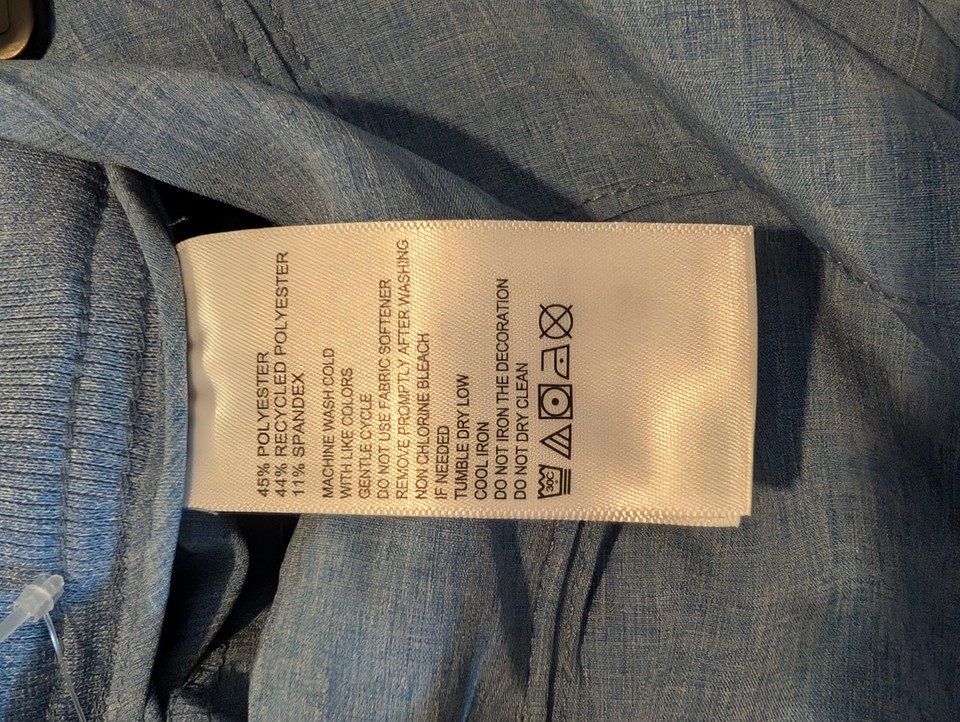 45% POLYESTER
44% RECYCLED POLYESTER
11% SPANDEX
MACHINE WASH COLD
WITH LIKE COLORS
GENTLE CYCLE
DO NOT USE FABRIC SOFTENER
REMOVE PROMPTLY AFTER WASHING
NON CHLORINE BLEACH
IF NEEDED
TUMBLE DRY LOW
COOL IRON
DO NOT IRON THE DECORATION
DO NOT DRY CLEAN
30C